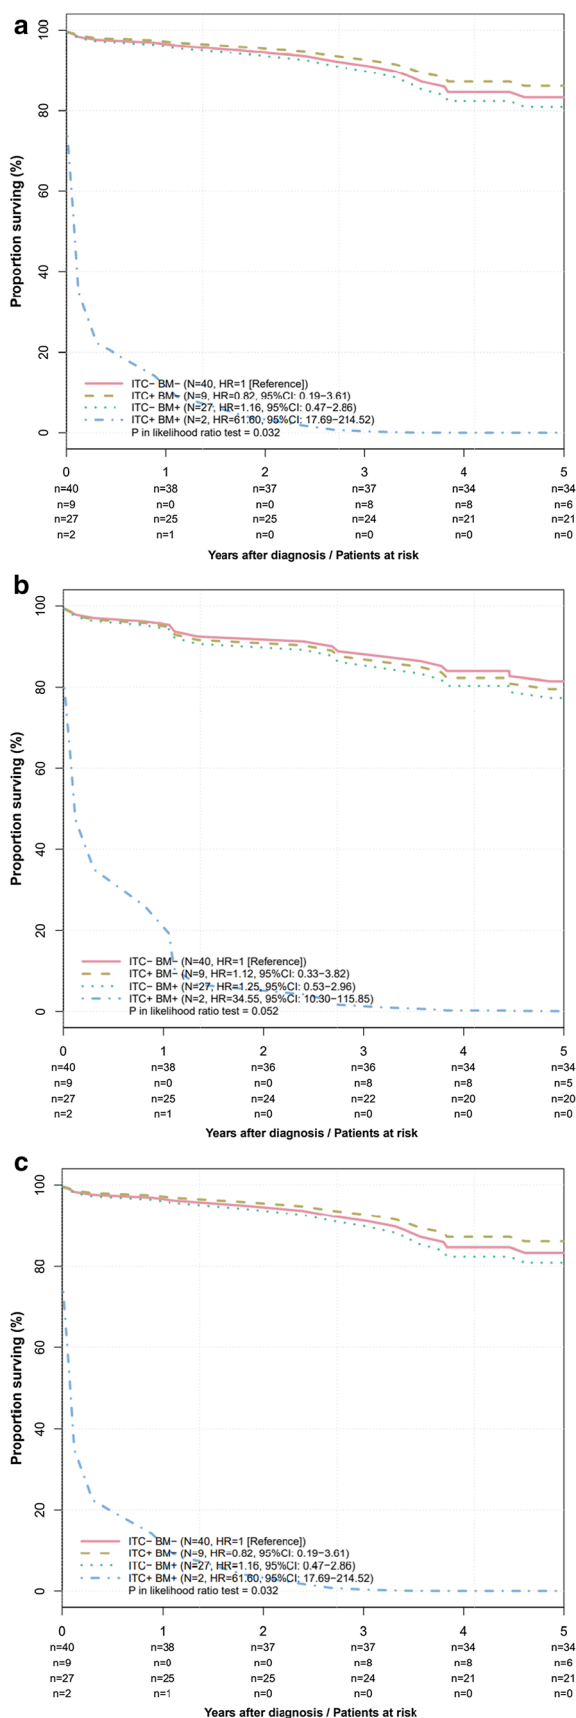 a
Proportion surviving (%)
100
80
60
40
20
0
ITC− BM− (N=40, HR=1 [Reference])
ITC+ BM− (N=9, HR=0.82, 95%CI: 0.19−3.61)
ITC− BM+ (N=27, HR=1.16, 95%CI: 0.47−2.86)
ITC+ BM+ (N=2, HR=61.60, 95%CI: 17.69−214.52)
P in likelihood ratio test = 0.032
0 1 2 3 4 5
n=40 n=38 n=37 n=37 n=34 n=34
n=9 n=0 n=0 n=8 n=8 n=6
n=27 n=25 n=25 n=24 n=21 n=21
n=2 n=1 n=0 n=0 n=0 n=0
Years after diagnosis / Patients at risk
b
Proportion surviving (%)
100
80
60
40
20
0
ITC− BM− (N=40, HR=1 [Reference])
ITC+ BM− (N=9, HR=1.12, 95%CI: 0.33−3.82)
ITC− BM+ (N=27, HR=1.25, 95%CI: 0.53−2.96)
ITC+ BM+ (N=2, HR=34.55, 95%CI: 10.30−115.85)
P in likelihood ratio test = 0.052
0 1 2 3 4 5
n=40 n=38 n=36 n=36 n=34 n=34
n=9 n=0 n=0 n=8 n=8 n=5
n=27 n=25 n=24 n=22 n=20 n=20
n=2 n=1 n=0 n=0 n=0 n=0
Years after diagnosis / Patients at risk
c
Proportion surviving (%)
100
80
60
40
20
0
ITC− BM− (N=40, HR=1 [Reference])
ITC+ BM− (N=9, HR=0.82, 95%CI: 0.19−3.61)
ITC− BM+ (N=27, HR=1.16, 95%CI: 0.47−2.86)
ITC+ BM+ (N=2, HR=61.60, 95%CI: 17.69−214.52)
P in likelihood ratio test = 0.032
0 1 2 3 4 5
n=40 n=38 n=37 n=37 n=34 n=34
n=9 n=0 n=0 n=8 n=8 n=6
n=27 n=25 n=25 n=24 n=21 n=21
n=2 n=1 n=0 n=0 n=0 n=0
Years after diagnosis / Patients at risk